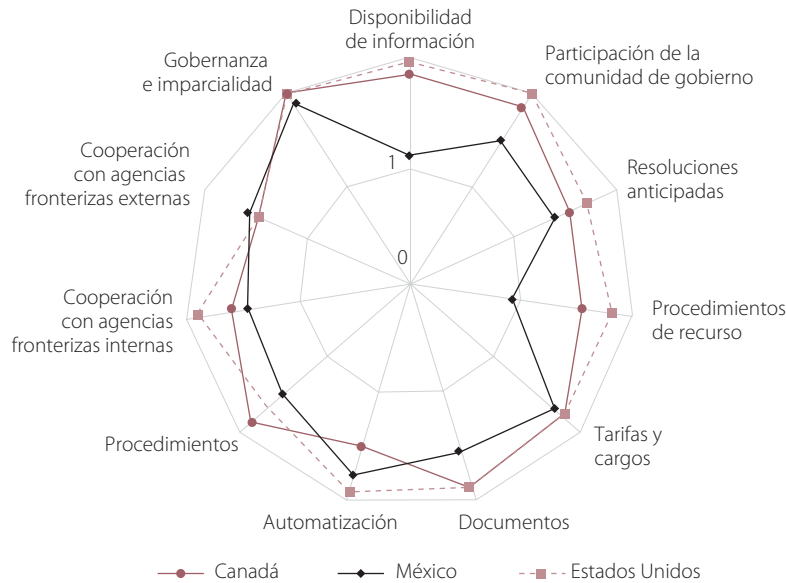 Disponibilidad
de información
Participación de la
comunidad de gobierno
Resoluciones
anticipadas
Procedimientos
de recurso
Tarifas y
cargos
Documentos
Automatización
Procedimientos
Cooperación
con agencias
fronterizas internas
Cooperación
con agencias
fronterizas externas
Gobernanza
e imparcialidad
1
0
Canadá
México
Estados Unidos